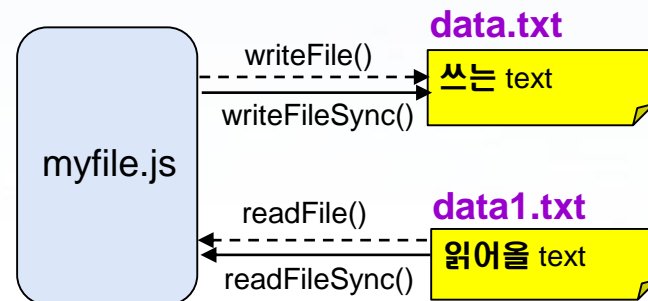 data.txt
writeFile()
쓰는 text
writeFileSync()
myfile.js
data1.txt
readFile()
읽어올 text
readFileSync()